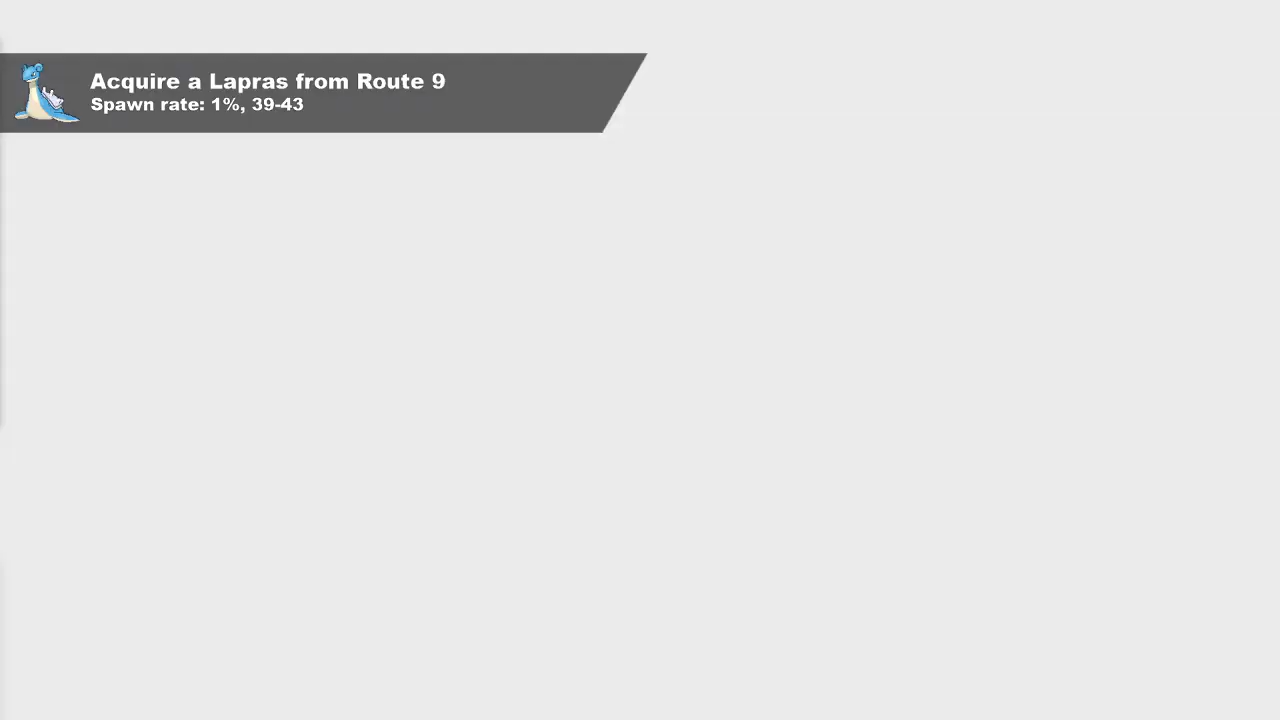 Acquire a Lapras from Route 9
Spawn rate: 1%, 39-43